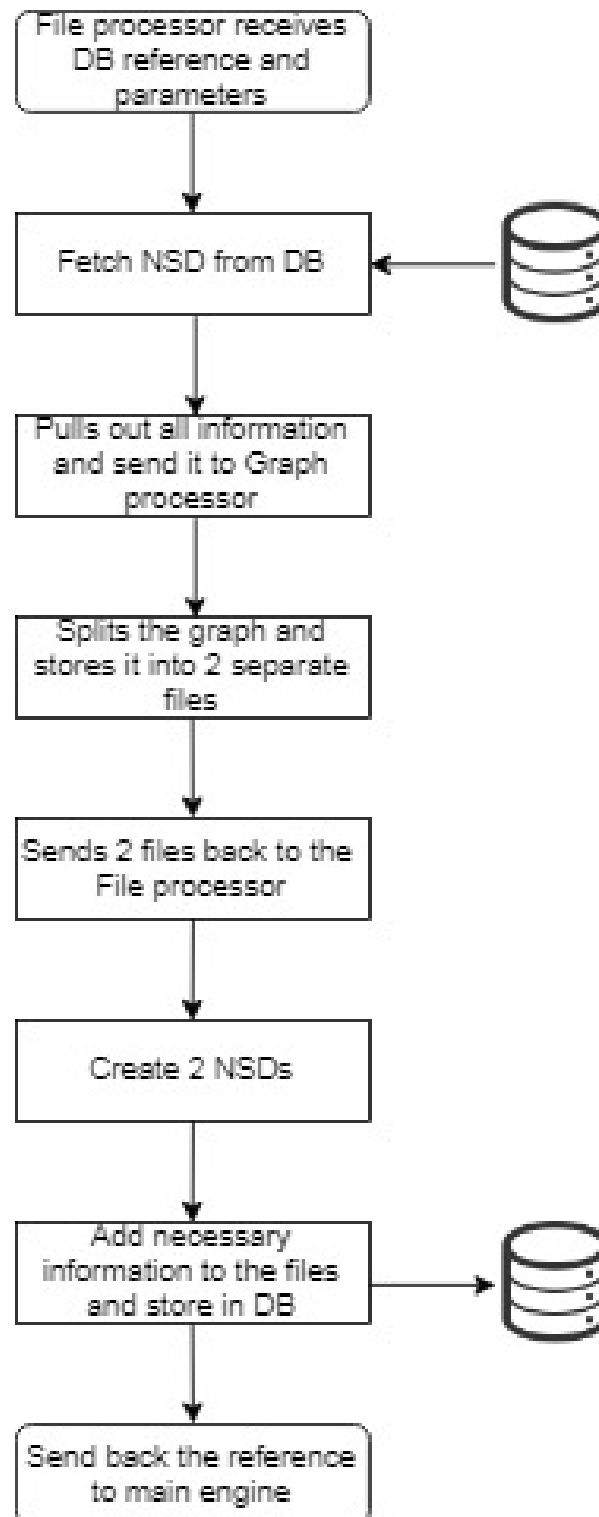 File processor receives
DB reference and
parameters
Fetch NSD from DB
Pulls out all information
and send it to Graph
processor
Splits the graph and
stores it into 2 separate
files
Sends 2 files back to the
File processor
Create 2 NSDs
Add necessary
information to the files
and store in DB
Send back the reference
to main engine